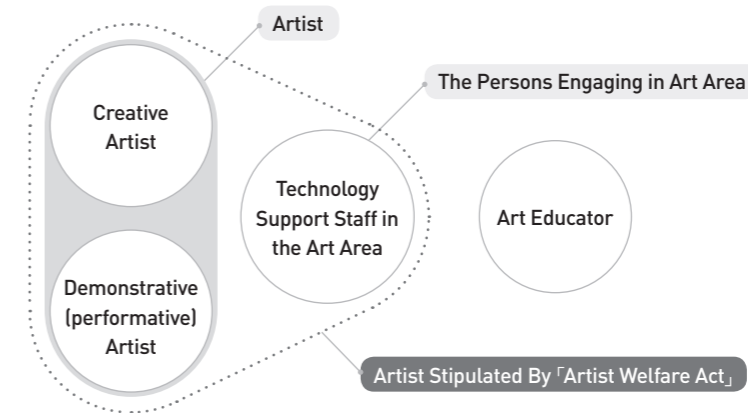 Artist
The Persons Engaging in Art Area
Creative
Artist
Technology
Support Staff in
the Art Area
Art Educator
Demonstrative
(performative)
Artist
Artist Stipulated By「Artist Welfare Act」